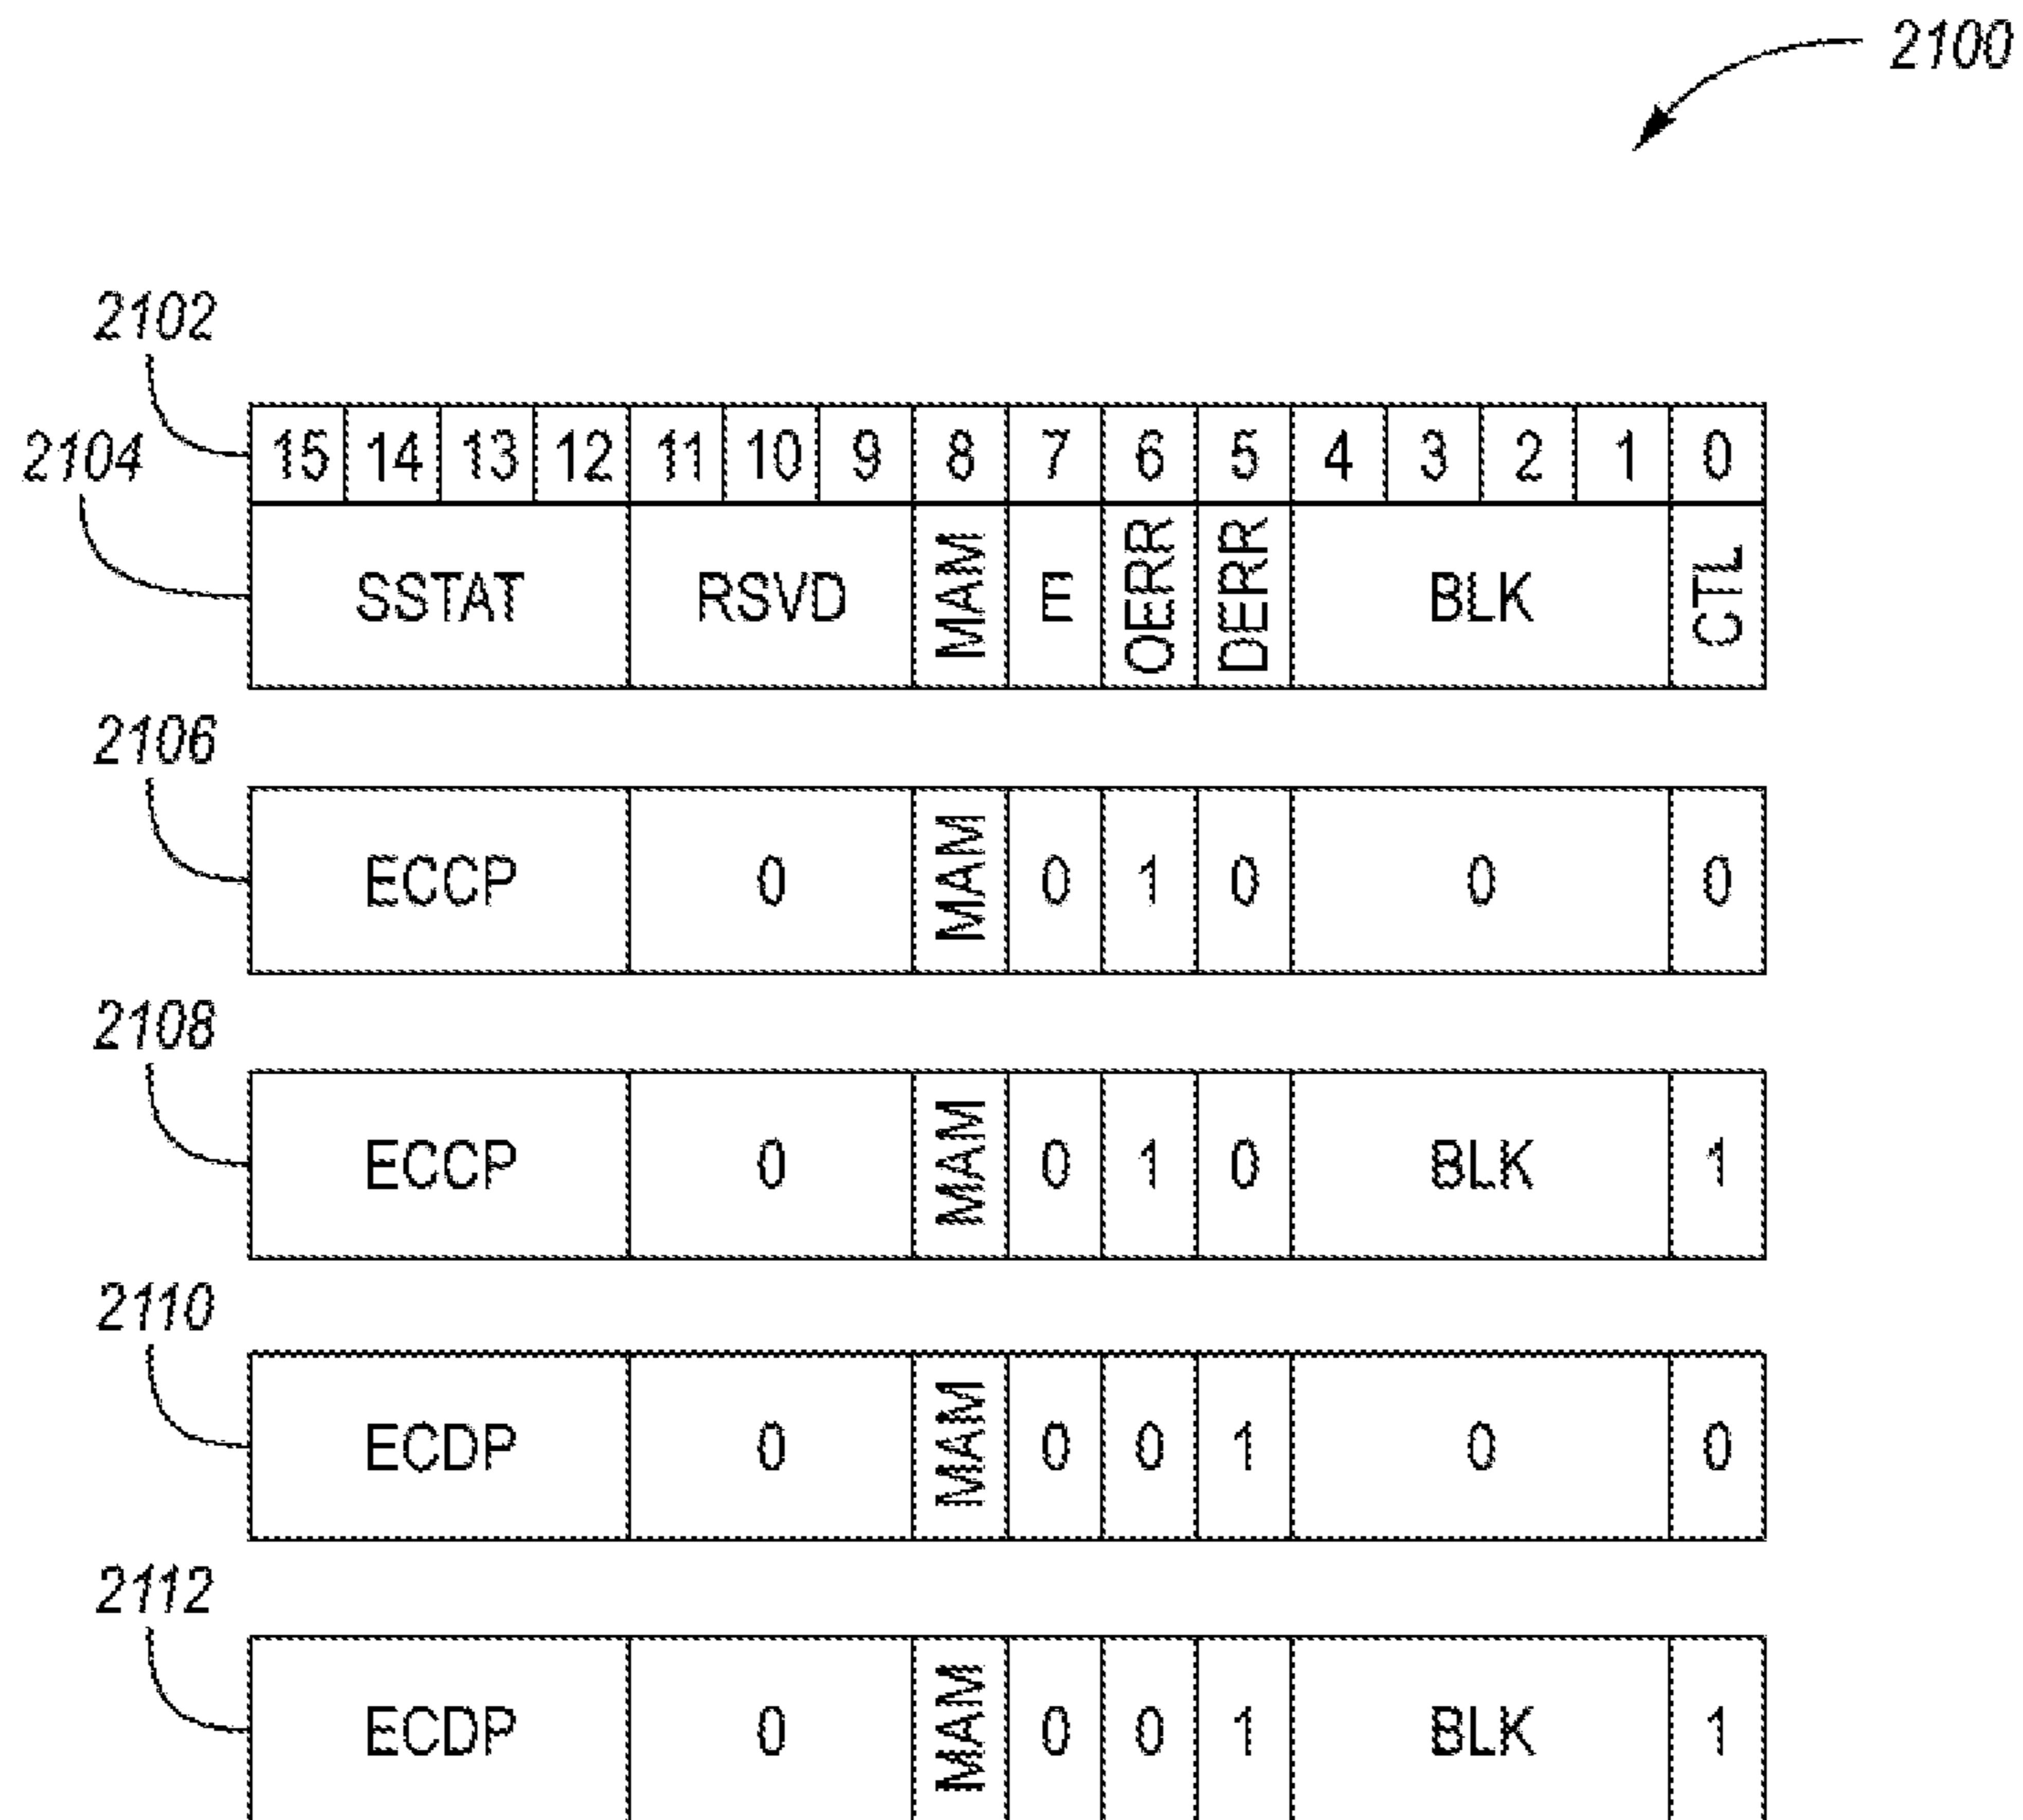 2100
2102
15 14 13 12 11 10 9 8 7 6 5 4 3 2 1 0
2104
SSTAT RSVD MAM E OERR DERR BLK CTL
2106
ECCP 0 MAM 0 1 0 0 0
2108
ECCP 0 MAM 0 1 0 BLK 1
2110
ECDP 0 MAM 0 0 1 0 0
2112
ECDP 0 MAM 0 0 1 BLK 1